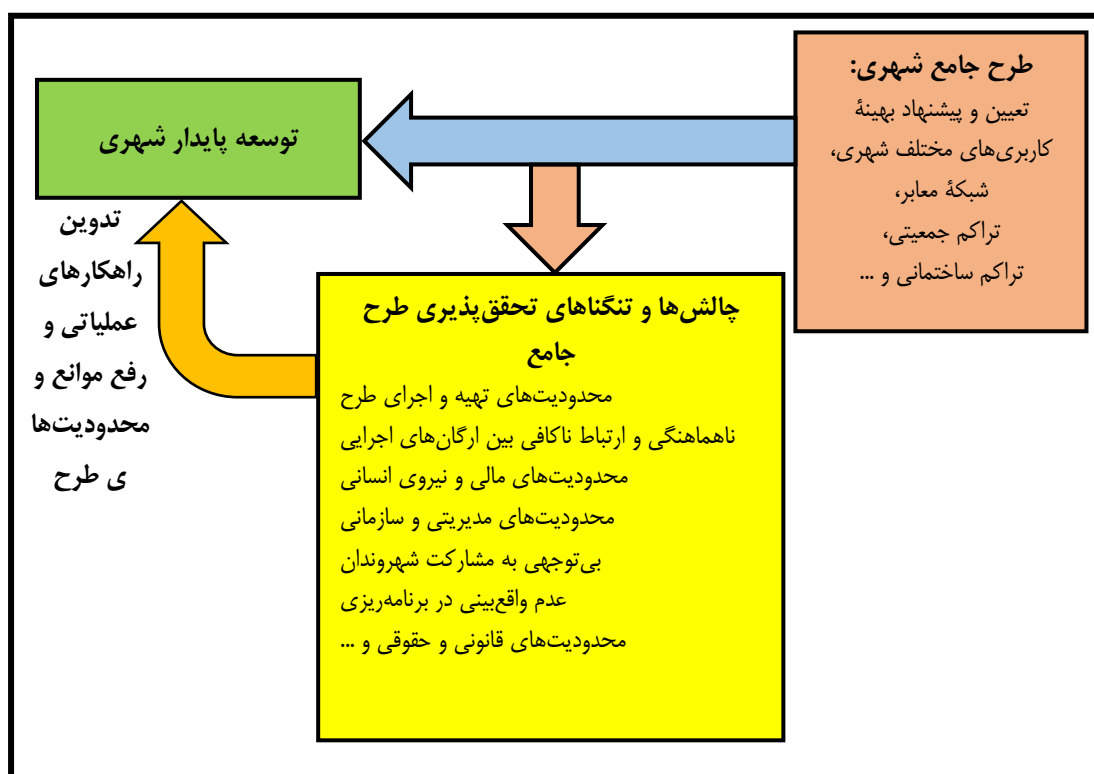 طرح جامع شهری:
تعیین و پیشنهاد بهینهٔ
کاربری‌های مختلف شهری،
شبکهٔ معابر،
تراکم جمعیتی،
تراکم ساختمانی و ...
توسعه پایدار شهری
چالش‌ها و تنگناهای تحقق‌پذیری طرح
جامع
محدودیت‌های تهیه و اجرای طرح
ناهماهنگی و ارتباط ناکافی بین ارگان‌های اجرایی
محدودیت‌های مالی و نیروی انسانی
محدودیت‌های مدیریتی و سازمانی
بی‌توجهی به مشارکت شهروندان
عدم واقع‌بینی در برنامه‌ریزی
محدودیت‌های قانونی و حقوقی و ...
تدوین
راهکارهای
عملیاتی و
رفع موانع و
محدودیت‌ها
ی طرح